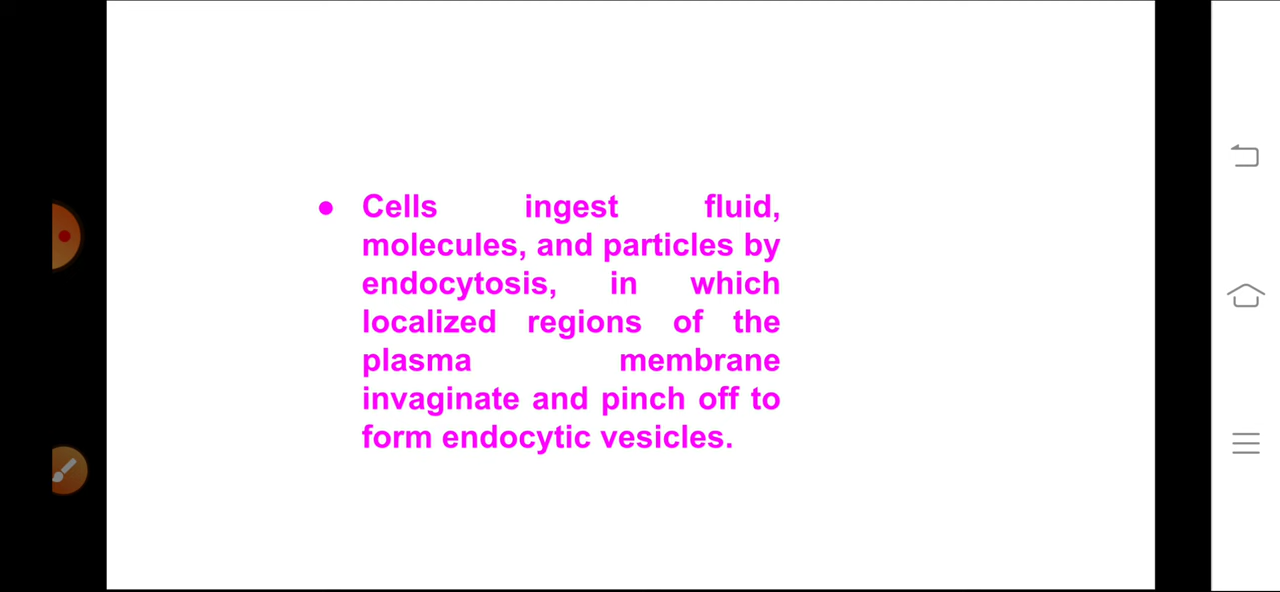 ● Cells ingest fluid,
molecules, and particles by
endocytosis, in which
localized regions of the
plasma membrane
invaginate and pinch off to
form endocytic vesicles.